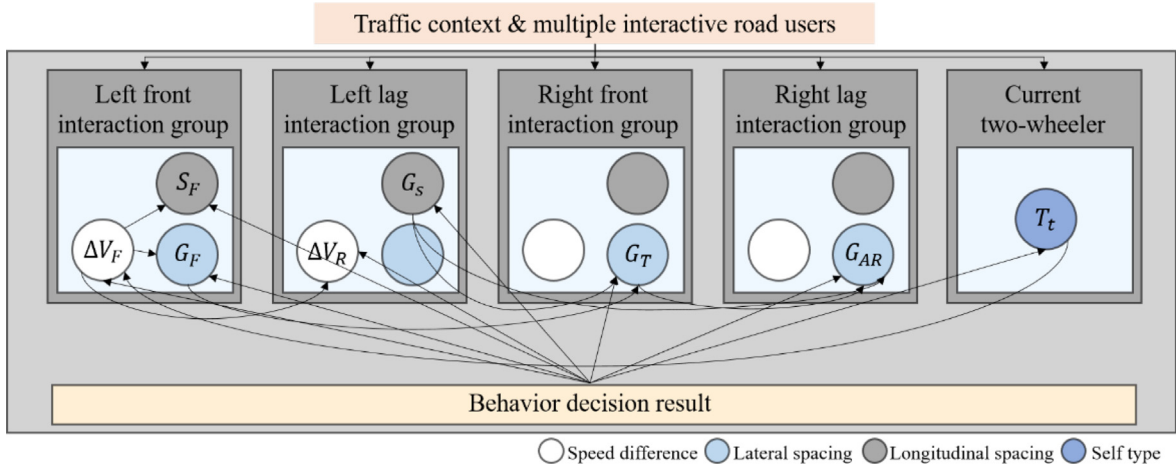 Traffic context & multiple interactive road users
Left front
interaction group
Left lag
interaction group
Right front
interaction group
Right lag
interaction group
Current
two-wheeler
S_F
ΔV_F
G_F
G_s
ΔV_R
G_T
G_AR
T_t
Behavior decision result
Speed difference
Lateral spacing
Longitudinal spacing
Self type